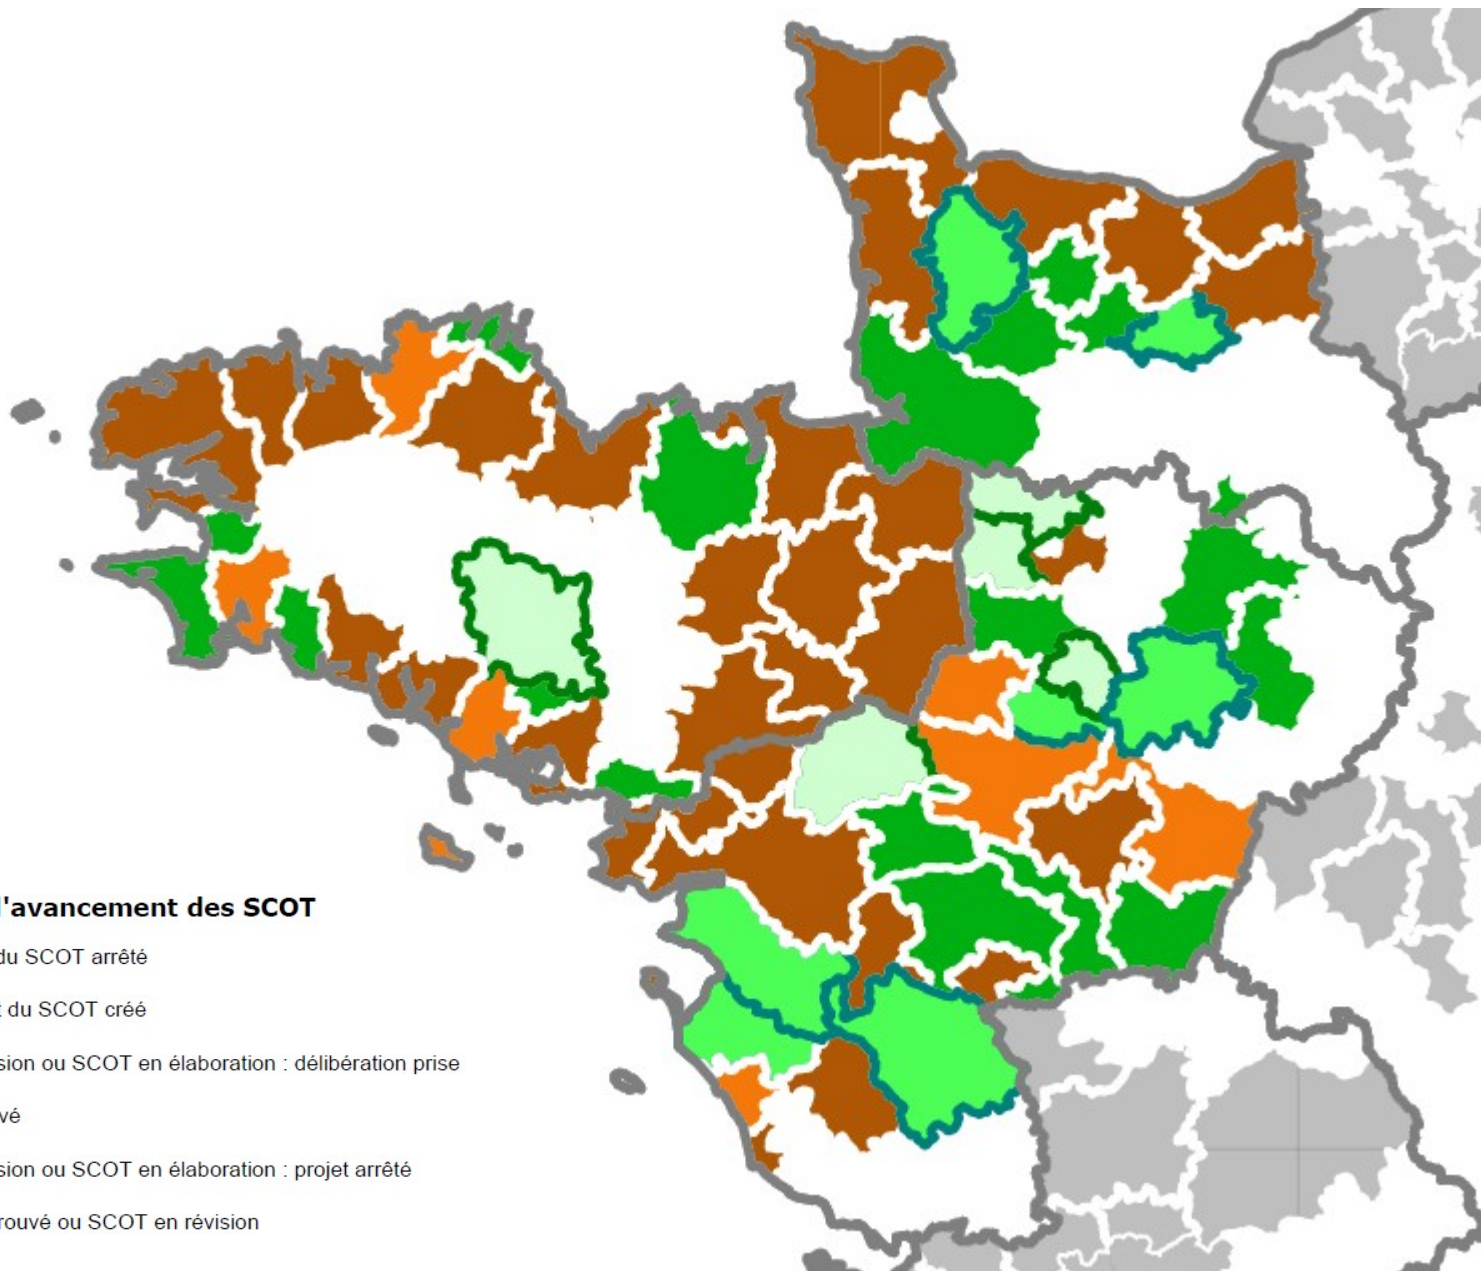 l'avancement des SCOT
du SCOT arrêté
du SCOT créé
sion ou SCOT en élaboration : délibération prise
vé
sion ou SCOT en élaboration : projet arrêté
rouvé ou SCOT en révision